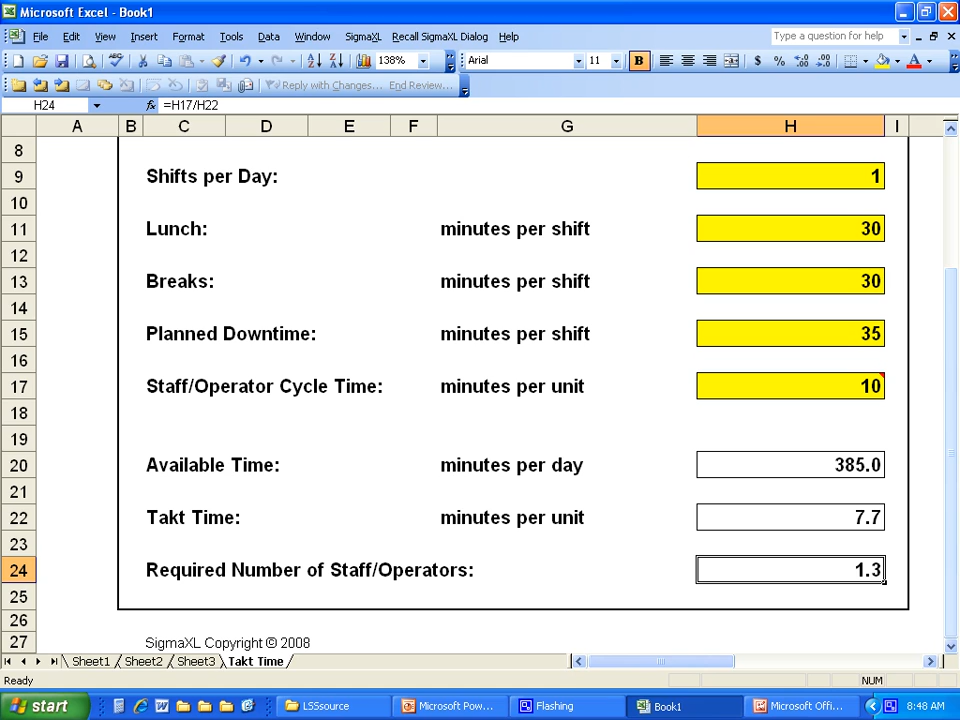 Microsoft Excel - Book1
File Edit View Insert Format Tools Data Window SigmaXL Recall SigmaXL Dialog Help Type a question for help
138% Arial 11 B
Reply with Changes... End Review...
H24 fx =H17/H22
A B C D E F G H I
8
9 Shifts per Day: 1
10
11 Lunch: minutes per shift 30
12
13 Breaks: minutes per shift 30
14
15 Planned Downtime: minutes per shift 35
16
17 Staff/Operator Cycle Time: minutes per unit 10
18
19
20 Available Time: minutes per day 385.0
21
22 Takt Time: minutes per unit 7.7
23
24 Required Number of Staff/Operators: 1.3
25
26
27 SigmaXL Copyright © 2008
Sheet1 Sheet2 Sheet3 Takt Time
Ready NUM
start LSSsource Microsoft Pow... Flashing Book1 Microsoft Offi... 8:48 AM